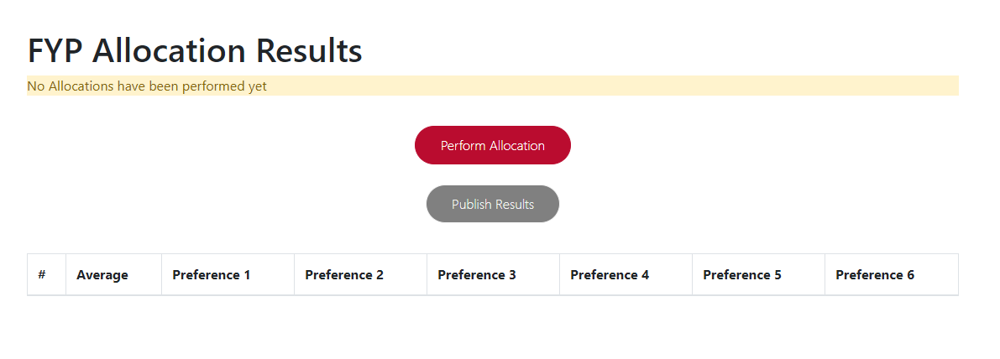 FYP Allocation Results
No Allocations have been performed yet
Perform Allocation
Publish Results
# Average Preference 1 Preference 2 Preference 3 Preference 4 Preference 5 Preference 6